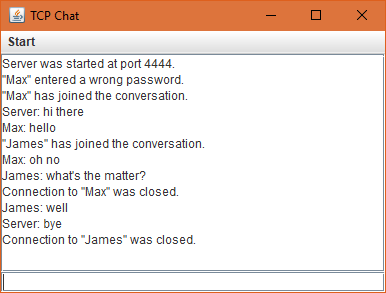 TCP Chat
Start
Server was started at port 4444.
"Max" entered a wrong password.
"Max" has joined the conversation.
Server: hi there
Max: hello
"James" has joined the conversation.
Max: oh no
James: what's the matter?
Connection to "Max" was closed.
James: well
Server: bye
Connection to "James" was closed.